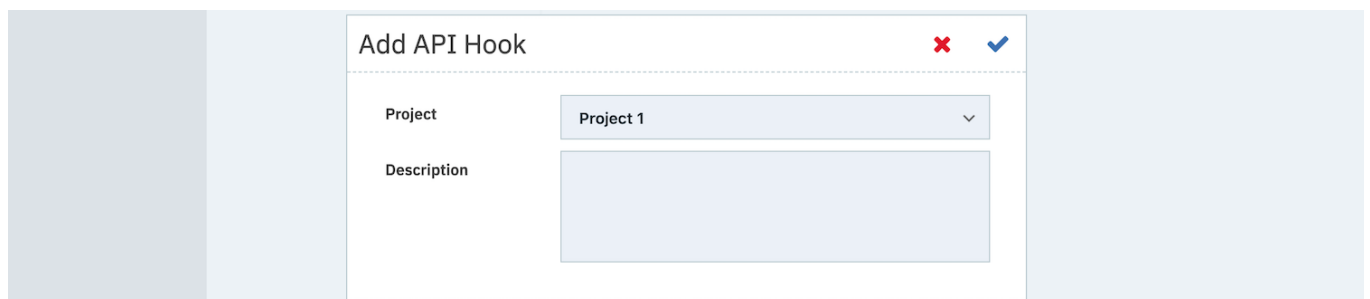 Add API Hook
Project
Project 1
Description